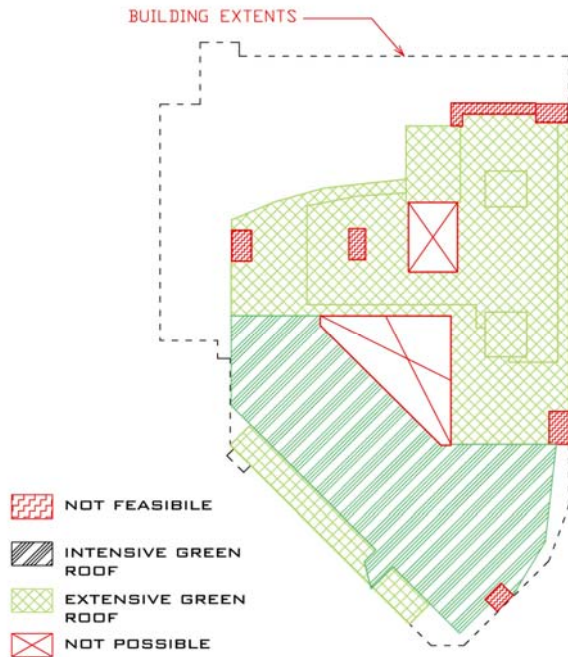 BUILDING EXTENTS
NOT FEASIBILE
INTENSIVE GREEN
ROOF
EXTENSIVE GREEN
ROOF
NOT POSSIBLE